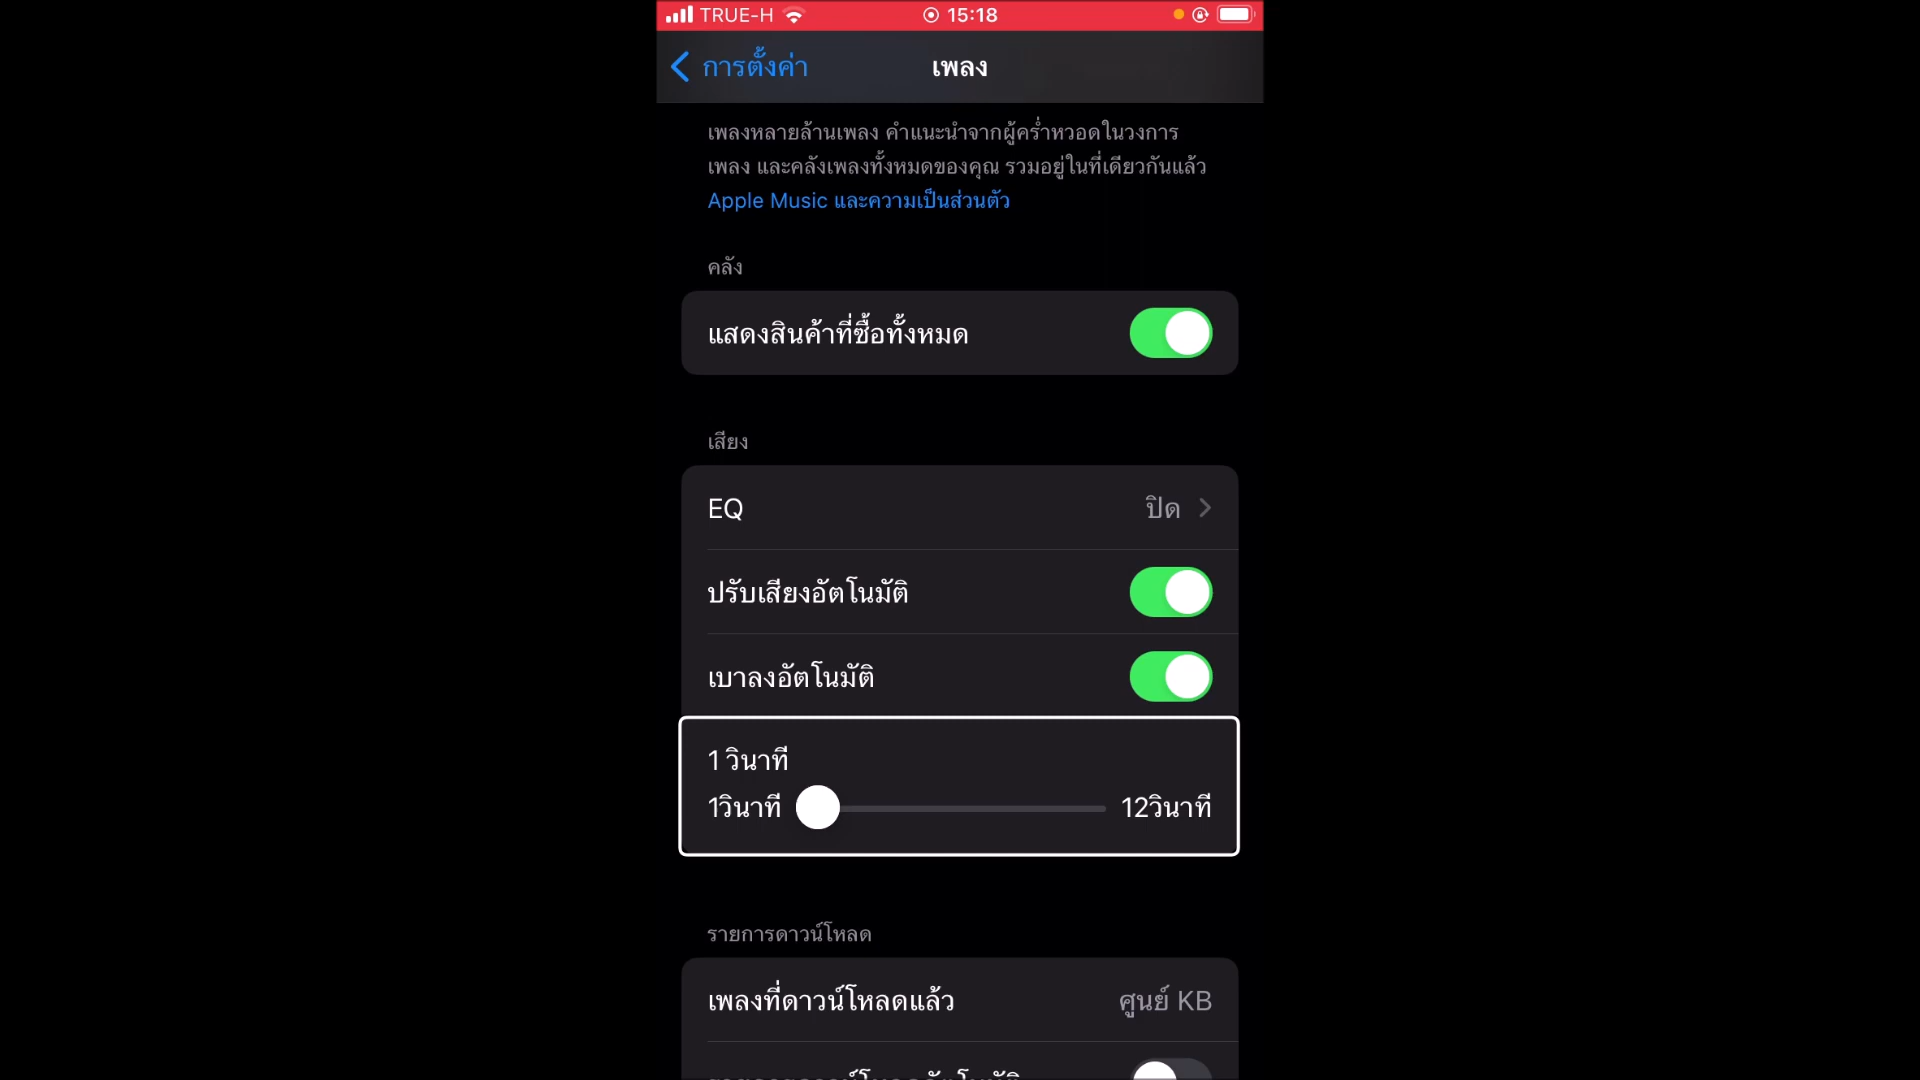 TRUE-H
15:18
การตั้งค่า
เพลง
เพลงหลายล้านเพลง คำแนะนำจากผู้คร่ำหวอดในวงการ
เพลง และคลังเพลงทั้งหมดของคุณ รวมอยู่ในที่เดียวกันแล้ว
Apple Music และความเป็นส่วนตัว
คลัง
แสดงสินค้าที่ซื้อทั้งหมด
เสียง
EQ ปิด
ปรับเสียงอัตโนมัติ
เบาลงอัตโนมัติ
1 วินาที
1วินาที 12วินาที
รายการดาวน์โหลด
เพลงที่ดาวน์โหลดแล้ว ศูนย์ KB